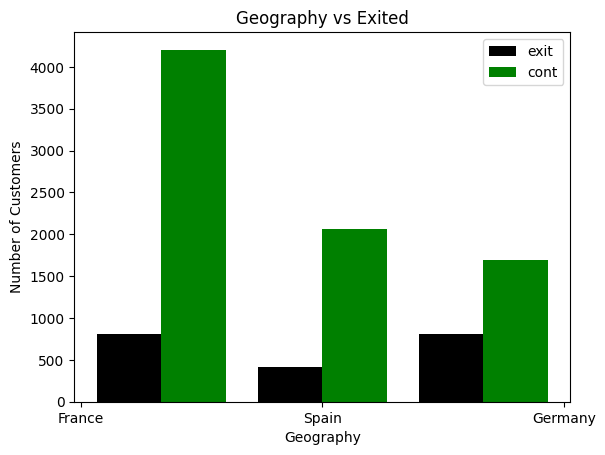 Geography vs Exited
exit
cont
Number of Customers
4000
3500
3000
2500
2000
1500
1000
500
0
France
Spain
Germany
Geography